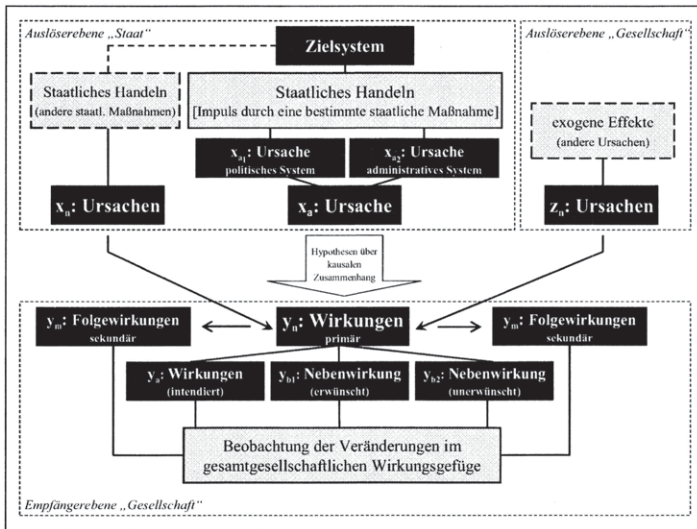 Auslöserebene „Staat“
Zielsystem
Auslöserebene „Gesellschaft“
Staatliches Handeln
(andere staatl. Maßnahmen)
Staatliches Handeln
[Impuls durch eine bestimmte staatliche Maßnahme]
exogene Effekte
(andere Ursachen)
xa1: Ursache
politisches System
xa2: Ursache
administratives System
xn: Ursachen
xa: Ursache
zn: Ursachen
Hypothesen über
kausalen
Zusammenhang
ym: Folgewirkungen
sekundär
yn: Wirkungen
primär
ym: Folgewirkungen
sekundär
ya: Wirkungen
(intendiert)
yb1: Nebenwirkung
(erwünscht)
yb2: Nebenwirkung
(unerwünscht)
Beobachtung der Veränderungen im
gesamtgesellschaftlichen Wirkungsgefüge
Empfängerebene „Gesellschaft“